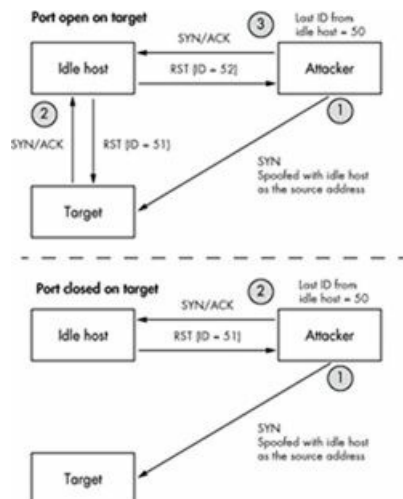 Port open on target
3
Last ID from
idle host = 50
SYN/ACK
Idle host
RST [ID = 52]
Attacker
2
1
SYN/ACK
RST [ID = 51]
SYN
Spoofed with idle host
as the source address
Target
Port closed on target
2
Last ID from
idle host = 50
SYN/ACK
Idle host
RST [ID = 51]
Attacker
1
SYN
Spoofed with idle host
as the source address
Target